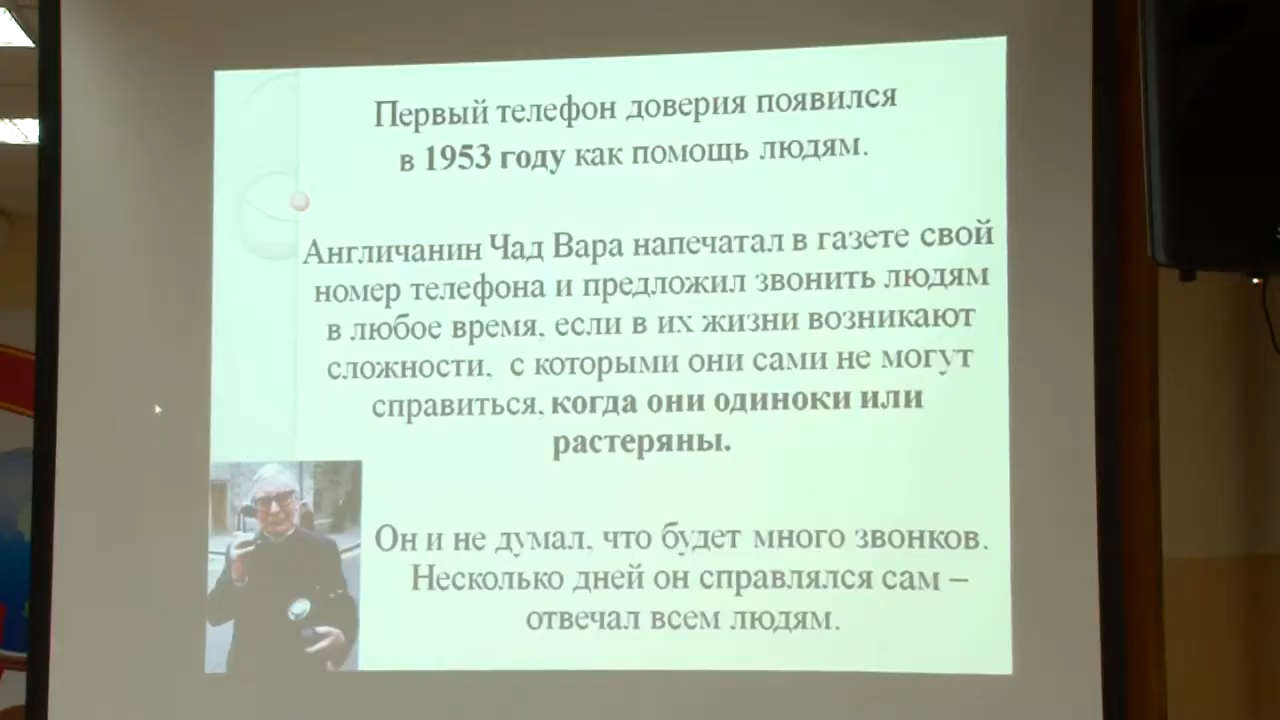 Первый телефон доверия появился
в 1953 году как помощь людям.
Англичанин Чад Вара напечатал в газете свой
номер телефона и предложил звонить людям
в любое время, если в их жизни возникают
сложности, с которыми они сами не могут
справиться, когда они одиноки или
растеряны.
Он и не думал, что будет много звонков.
Несколько дней он справлялся сам –
отвечал всем людям.